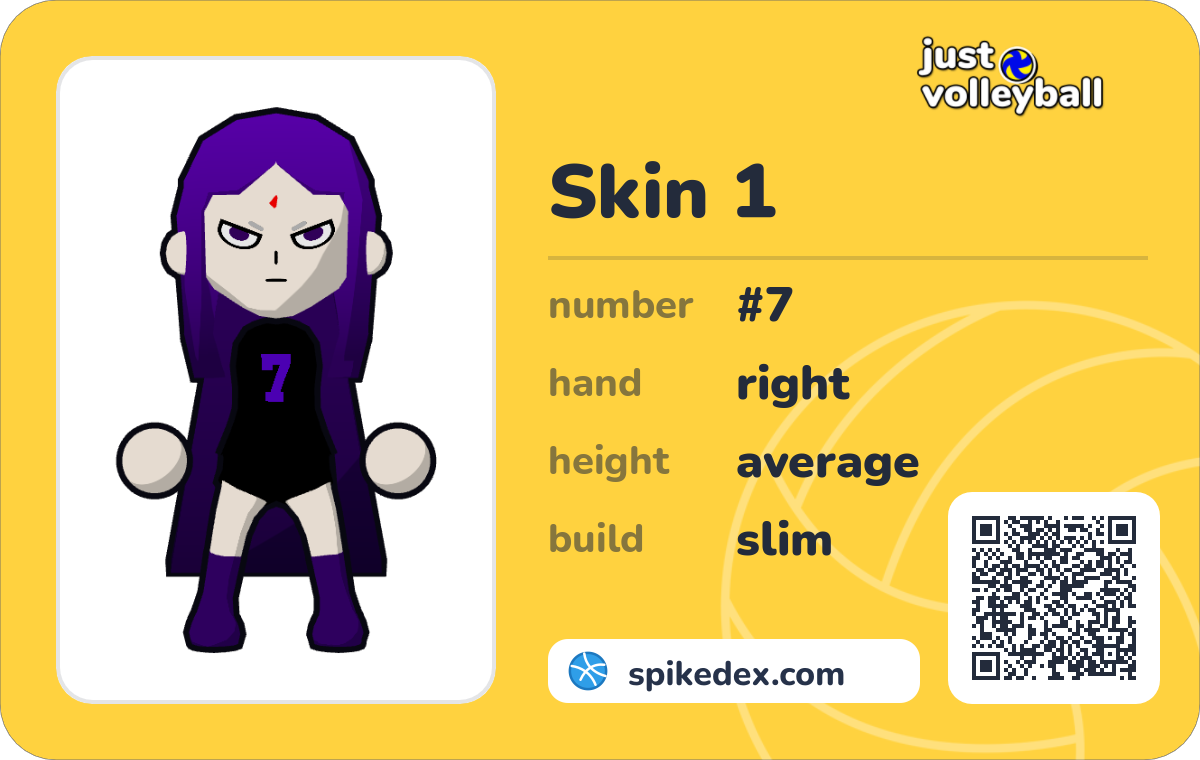 just
volleyball
Skin 1
number #7
hand right
height average
build slim
7
spikedex.com